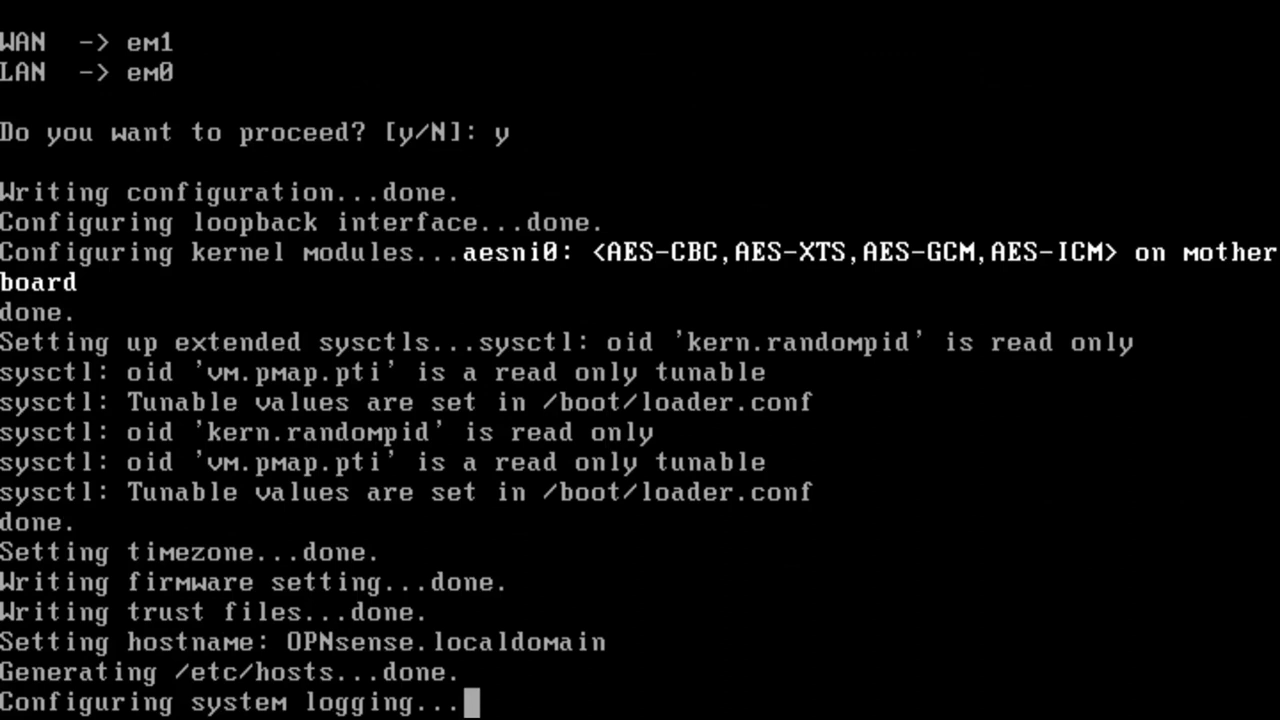 WAN  -> em1
LAN  -> em0
Do you want to proceed? [y/N]: y
Writing configuration...done.
Configuring loopback interface...done.
Configuring kernel modules...aesni0: <AES-CBC,AES-XTS,AES-GCM,AES-ICM> on mother
board
done.
Setting up extended sysctls...sysctl: oid 'kern.randompid' is read only
sysctl: oid 'vm.pmap.pti' is a read only tunable
sysctl: Tunable values are set in /boot/loader.conf
sysctl: oid 'kern.randompid' is read only
sysctl: oid 'vm.pmap.pti' is a read only tunable
sysctl: Tunable values are set in /boot/loader.conf
done.
Setting timezone...done.
Writing firmware setting...done.
Writing trust files...done.
Setting hostname: OPNsense.localdomain
Generating /etc/hosts...done.
Configuring system logging...